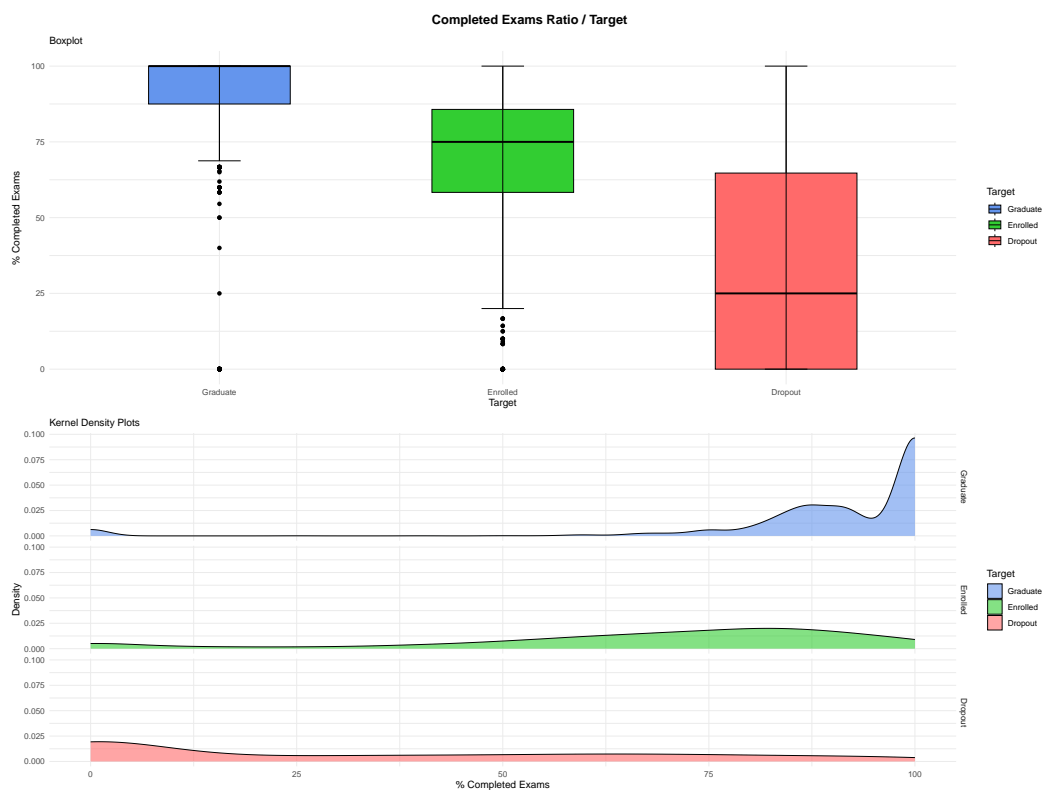 Completed Exams Ratio / Target
Boxplot
100
75
50
25
0
% Completed Exams
Graduate
Enrolled
Dropout
Target
Target
Graduate
Enrolled
Dropout
Kernel Density Plots
0.100
0.075
0.050
0.025
0.000
Graduate
0.100
0.075
0.050
0.025
0.000
Enrolled
0.100
0.075
0.050
0.025
0.000
Dropout
Density
0
25
50
75
100
% Completed Exams
Target
Graduate
Enrolled
Dropout